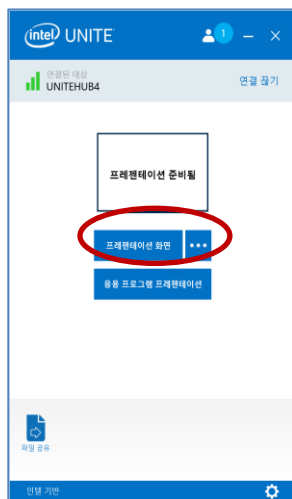 intel UNITE
1
연결된 대상
UNITEHUB4
연결 끊기
프레젠테이션 준비됨
프레젠테이션 화면
응용 프로그램 프레젠테이션
파일 공유
인텔 기반